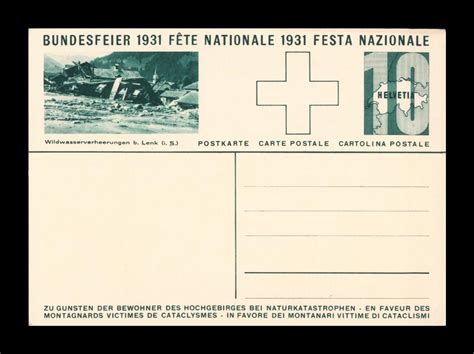 BUNDESFEIER 1931 FÊTE NATIONALE 1931 FESTA NAZIONALE
10
HELVETIA
Wildwasserverheerungen b. Lenk (i. S.)
POSTKARTE CARTE POSTALE CARTOLINA POSTALE
ZU GUNSTEN DER BEWOHNER DES HOCHGEBIRGES BEI NATURKATASTROPHEN - EN FAVEUR DES
MONTAGNARDS VICTIMES DE CATACLYSMES - IN FAVORE DEI MONTANARI VITTIME DI CATACLISMI